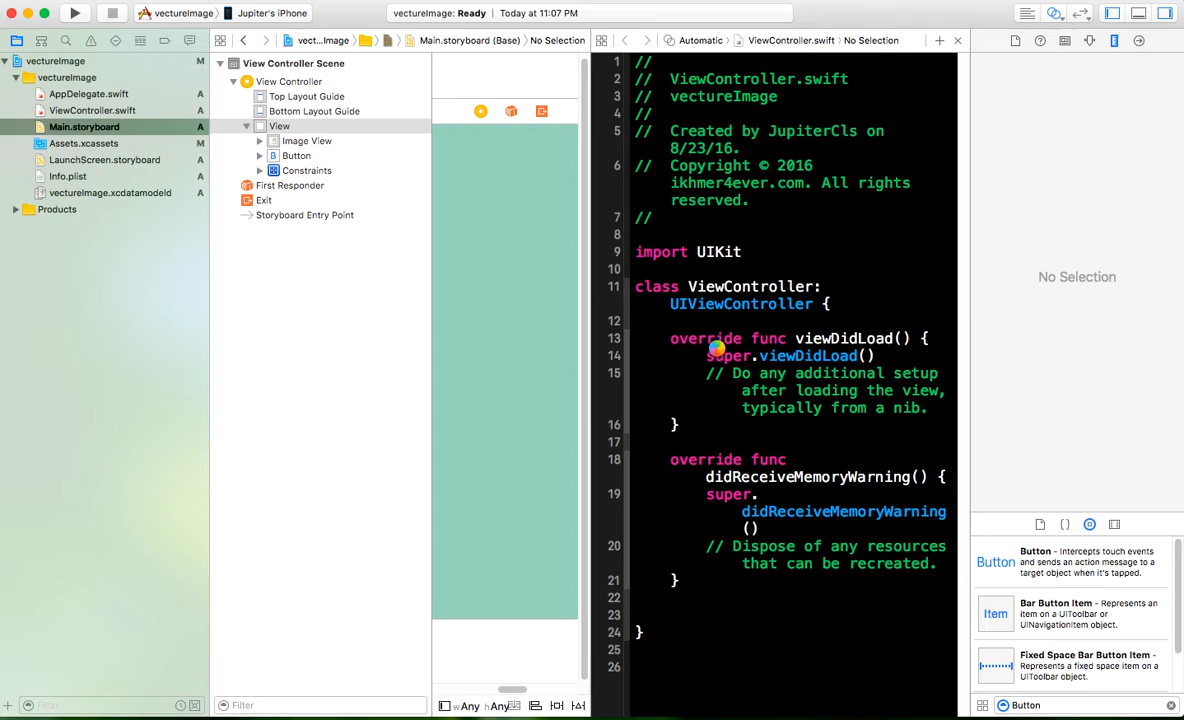 vectureImage
Jupiter's iPhone
vectureImage: Ready
Today at 11:07 PM
vect...Image
Main.storyboard (Base)
No Selection
Automatic
ViewController.swift
No Selection
vectureImage M
vectureImage
AppDelegate.swift A
ViewController.swift A
Main.storyboard A
Assets.xcassets A
LaunchScreen.storyboard A
Info.plist A
vectureImage.xcdatamodeld A
Products
Filter
View Controller Scene
View Controller
Top Layout Guide
Bottom Layout Guide
View
Image View
Button
Constraints
First Responder
Exit
Storyboard Entry Point
Filter
wAny hAny
1 //
2 // ViewController.swift
3 // vectureImage
4 //
5 // Created by JupiterCls on
8/23/16.
6 // Copyright © 2016
ikhmer4ever.com. All rights
reserved.
7 //
8
9 import UIKit
10
11 class ViewController:
UIViewController {
12
13 override func viewDidLoad() {
14 super.viewDidLoad()
15 // Do any additional setup
after loading the view,
typically from a nib.
16 }
17
18 override func
didReceiveMemoryWarning() {
19 super.
didReceiveMemoryWarning
()
20 // Dispose of any resources
that can be recreated.
21 }
22
23
24 }
25
26
No Selection
Button
Button - Intercepts touch events
and sends an action message to a
target object when it's tapped.
Item
Bar Button Item - Represents an
item on a UIToolbar or
UINavigationItem object.
Fixed Space Bar Button Item -
Represents a fixed space item on a
UIToolbar object.
Button